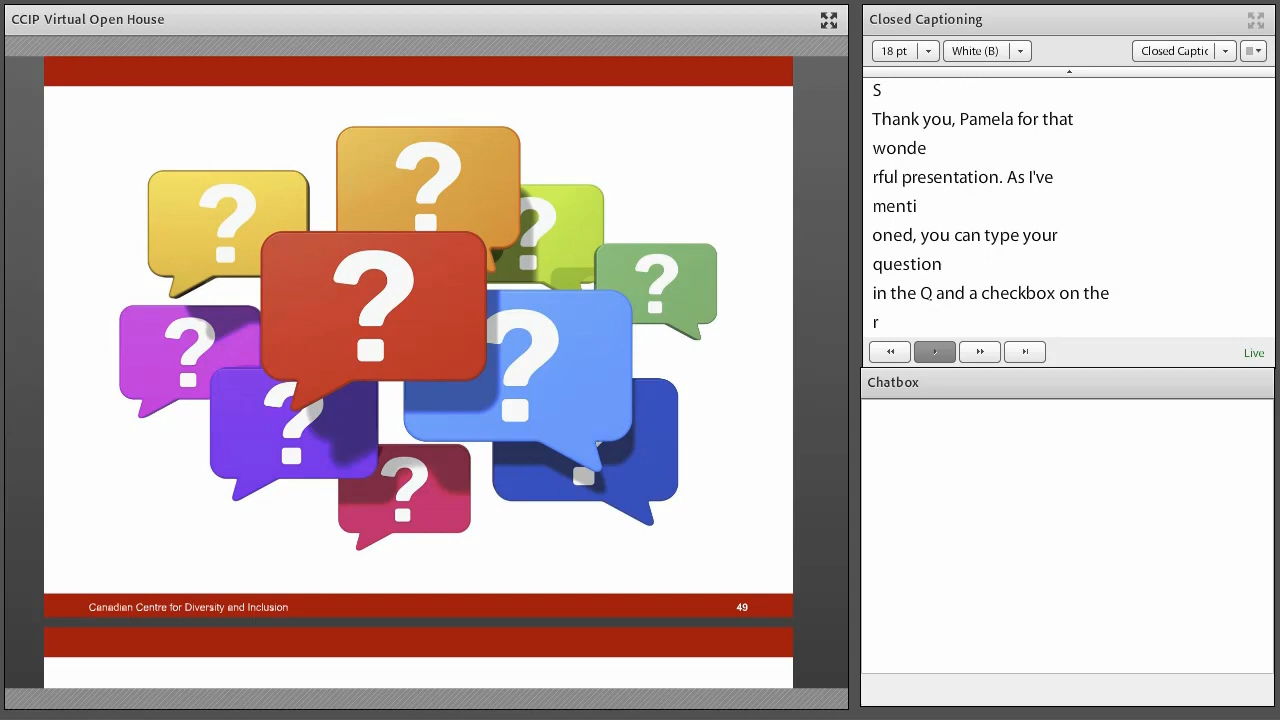 CCIP Virtual Open House
?
?
?
?
?
?
?
?
?
?
Canadian Centre for Diversity and Inclusion
49
Closed Captioning
18 pt
White (B)
Closed Captic
S
Thank you, Pamela for that
wonde
rful presentation. As I've
menti
oned, you can type your
question
in the Q and a checkbox on the
r
Live
Chatbox